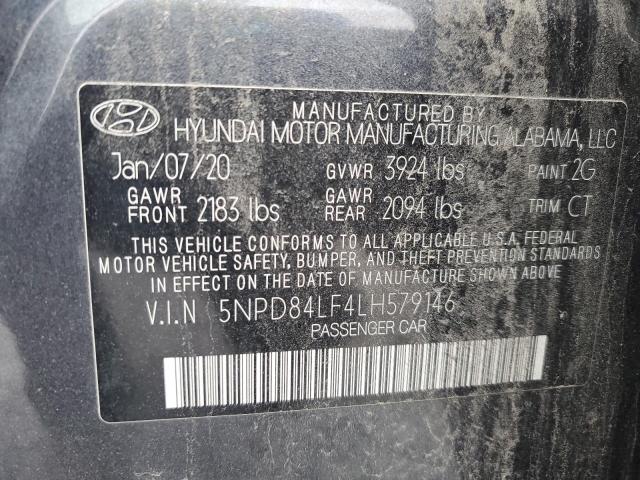 MANUFACTURED BY
HYUNDAI MOTOR MANUFACTURING ALABAMA, LLC
Jan/07/20 GVWR 3924 lbs PAINT 2G
GAWR FRONT 2183 lbs GAWR REAR 2094 lbs TRIM CT
THIS VEHICLE CONFORMS TO ALL APPLICABLE U.S.A. FEDERAL
MOTOR VEHICLE SAFETY, BUMPER, AND THEFT PREVENTION STANDARDS
IN EFFECT ON THE DATE OF MANUFACTURE SHOWN ABOVE
V.I.N 5NPD84LF4LH579146
PASSENGER CAR